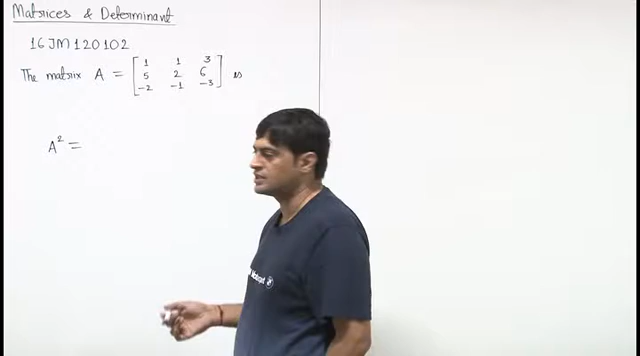 Matrices & Determinant
16JM120102
The matrix A = [ 1 1 3
5 2 6
-2 -1 -3 ] is
A² =